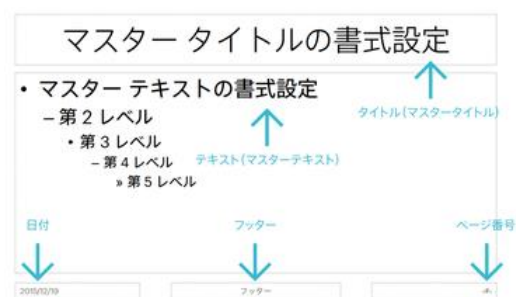 マスター タイトルの書式設定
• マスター テキストの書式設定
タイトル(マスタータイトル)
– 第 2 レベル
• 第 3 レベル
– 第 4 レベル
テキスト(マスターテキスト)
» 第 5 レベル
日付
フッター
ページ番号
2015/12/19
フッター